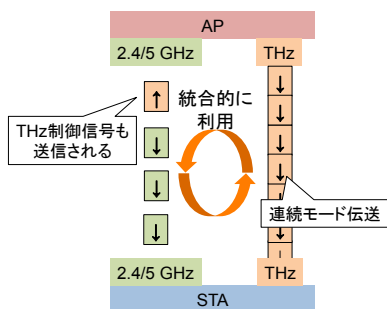 AP
2.4/5 GHz
THz
統合的に
利用
THz制御信号も
送信される
連続モード伝送
2.4/5 GHz
THz
STA